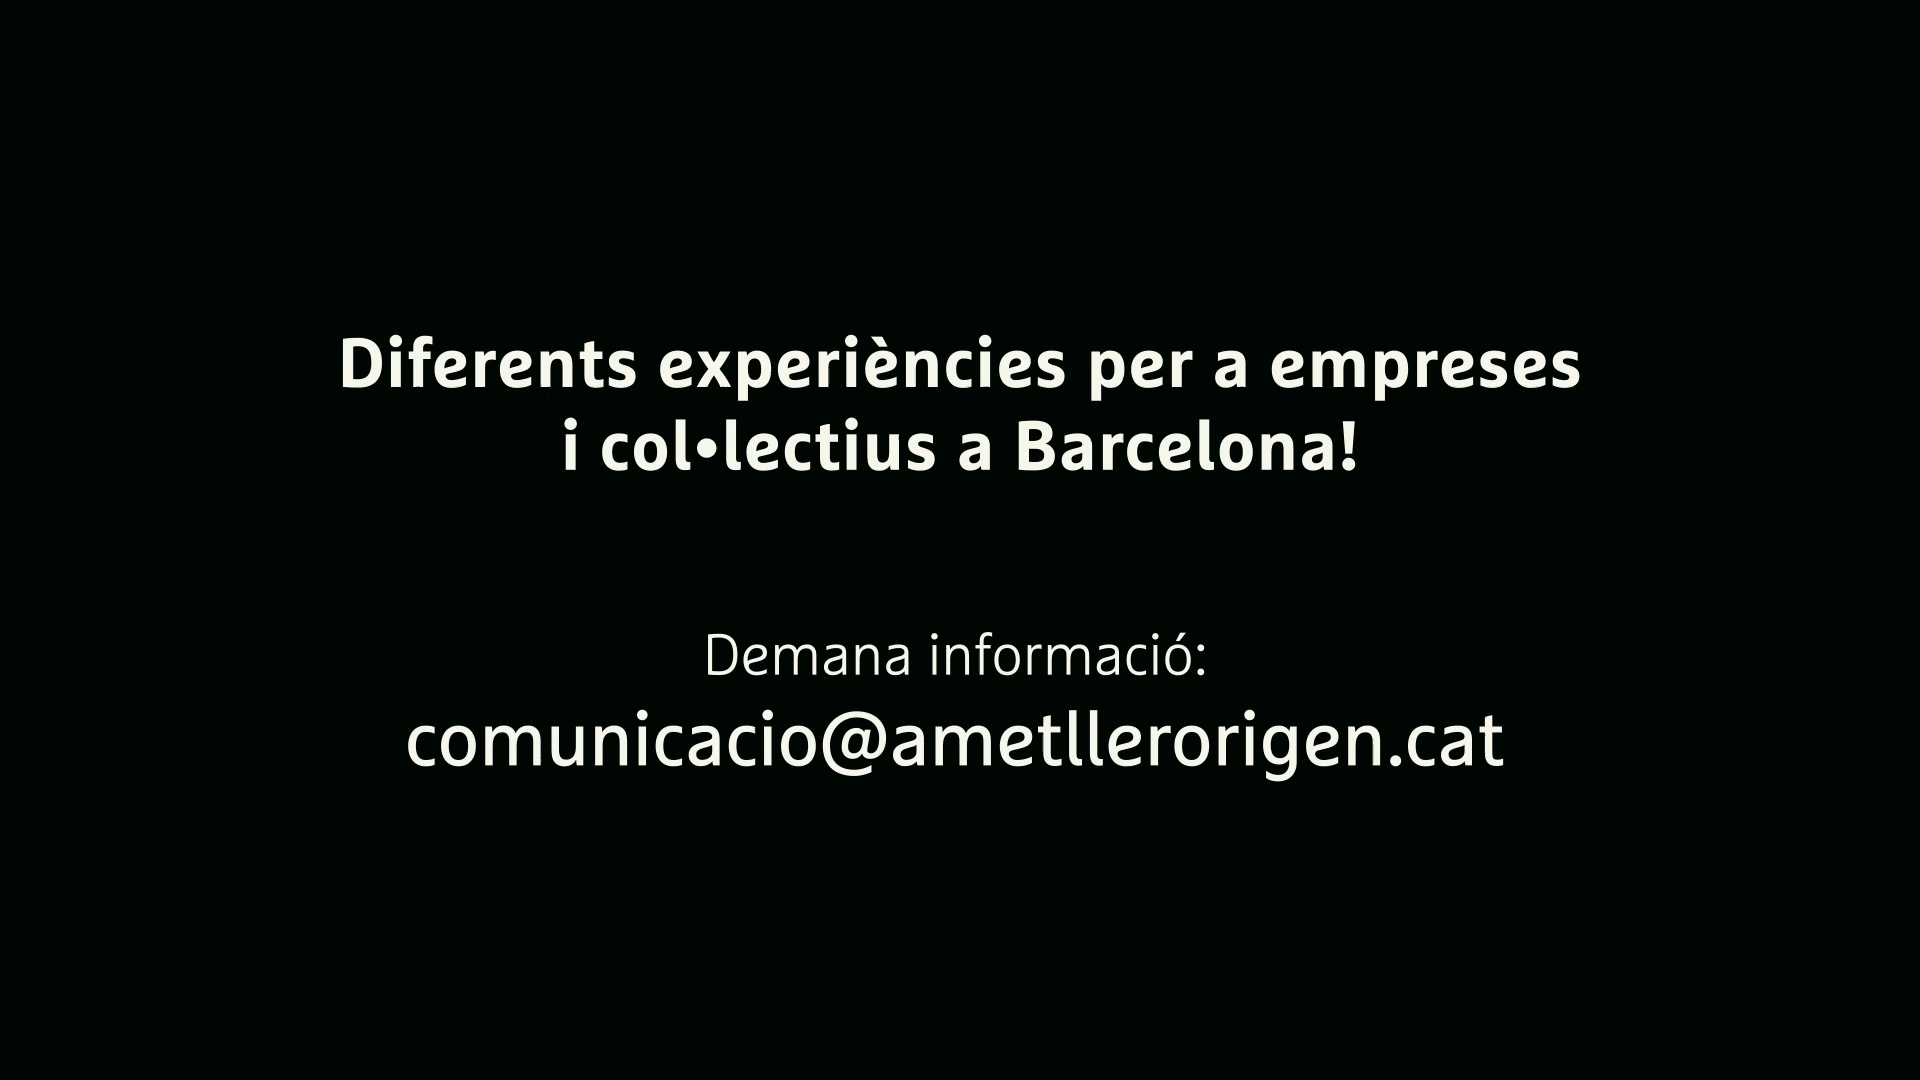 Diferents experiències per a empreses
i col•lectius a Barcelona!
Demana informació:
comunicacio@ametllerorigen.cat